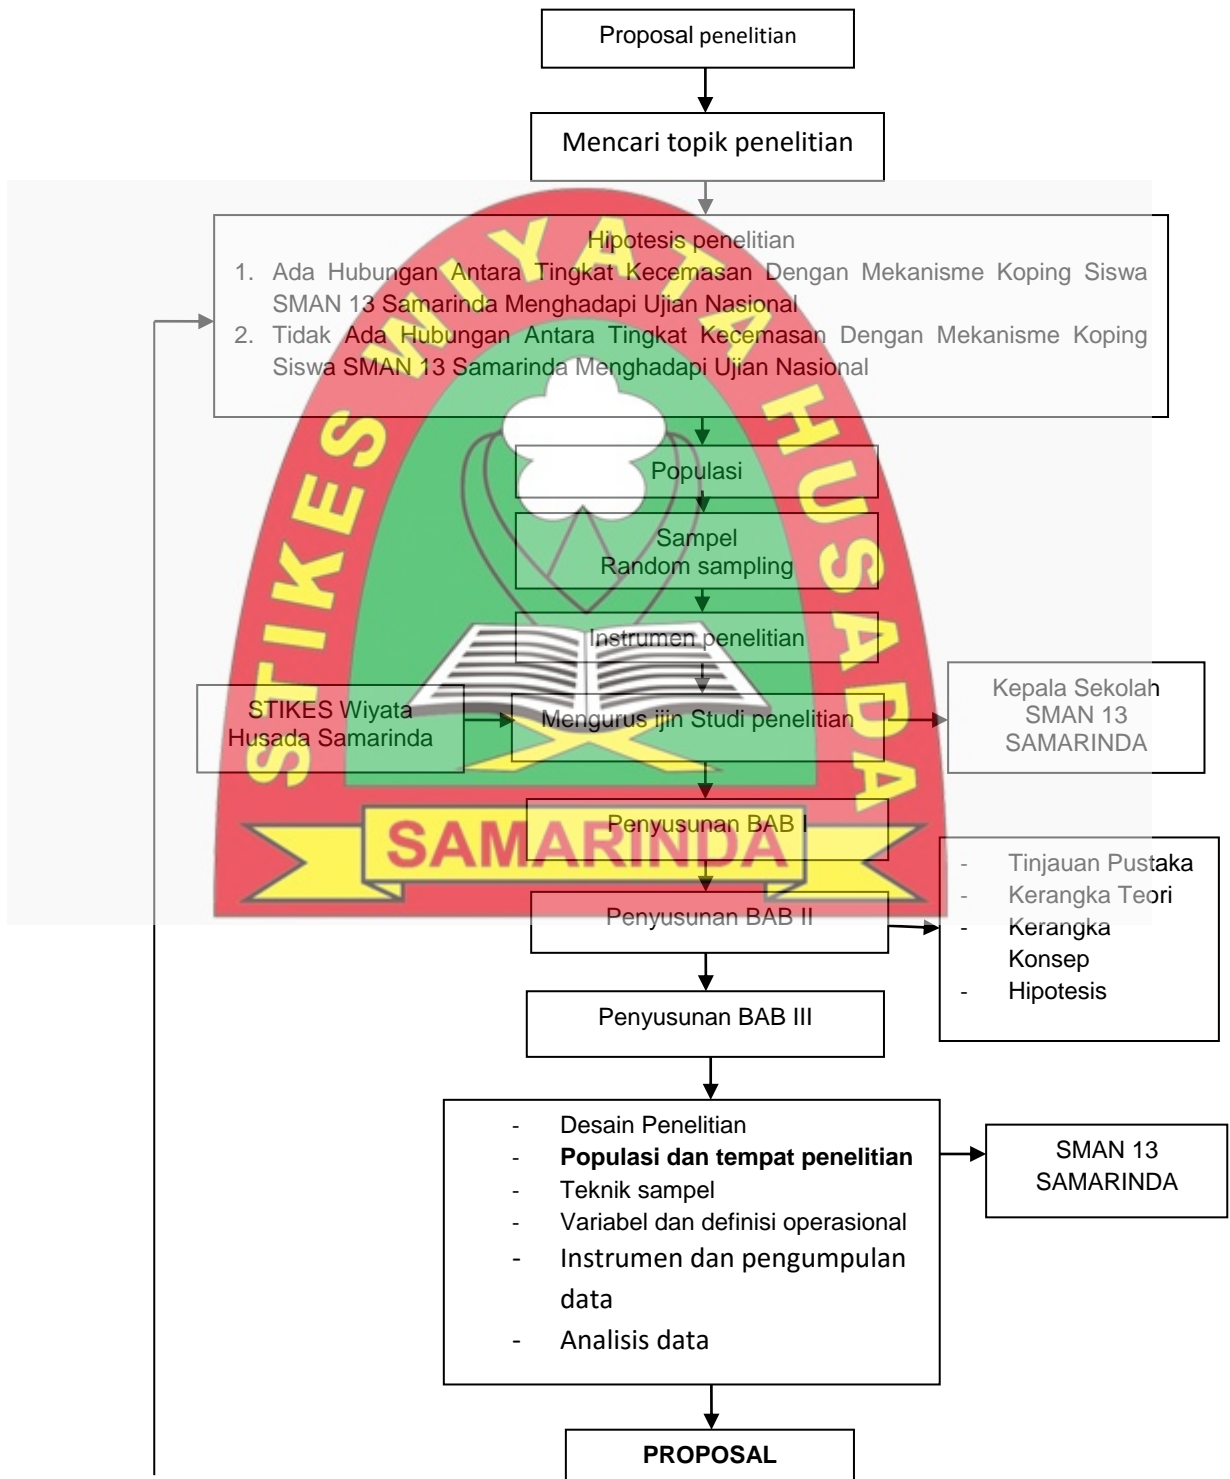 Proposal penelitian
Mencari topik penelitian
Hipotesis penelitian
1. Ada Hubungan Antara Tingkat Kecemasan Dengan Mekanisme Koping Siswa
SMAN 13 Samarinda Menghadapi Ujian Nasional
2. Tidak Ada Hubungan Antara Tingkat Kecemasan Dengan Mekanisme Koping
Siswa SMAN 13 Samarinda Menghadapi Ujian Nasional
Populasi
Sampel
Random sampling
Instrumen penelitian
STIKES Wiyata
Husada Samarinda
Mengurus ijin Studi penelitian
Kepala Sekolah
SMAN 13
SAMARINDA
Penyusunan BAB I
Penyusunan BAB II
- Tinjauan Pustaka
- Kerangka Teori
- Kerangka
Konsep
- Hipotesis
Penyusunan BAB III
- Desain Penelitian
- Populasi dan tempat penelitian
- Teknik sampel
- Variabel dan definisi operasional
- Instrumen dan pengumpulan
data
- Analisis data
SMAN 13
SAMARINDA
PROPOSAL
STIKES WIYATA HUSADA
SAMARINDA